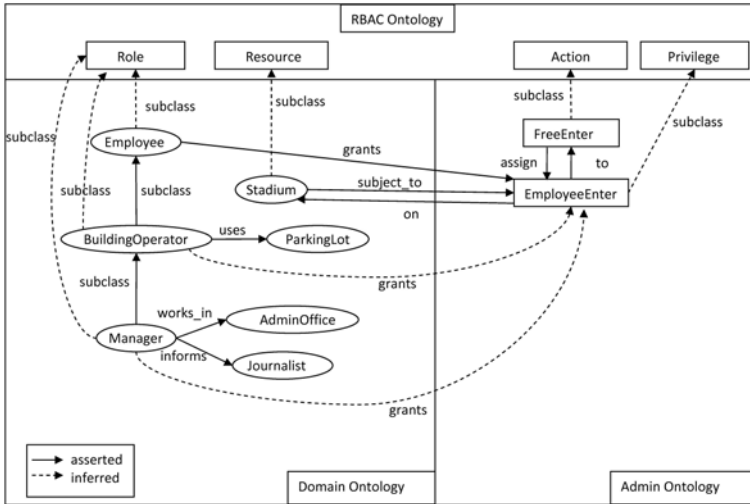 RBAC Ontology
Role
Resource
Action
Privilege
subclass
subclass
subclass
subclass
subclass
subclass
Employee
grants
FreeEnter
assign
to
subclass
subclass
Stadium
subject_to
EmployeeEnter
on
BuildingOperator
uses
ParkingLot
subclass
grants
works_in
AdminOffice
Manager
informs
Journalist
grants
asserted
inferred
Domain Ontology
Admin Ontology